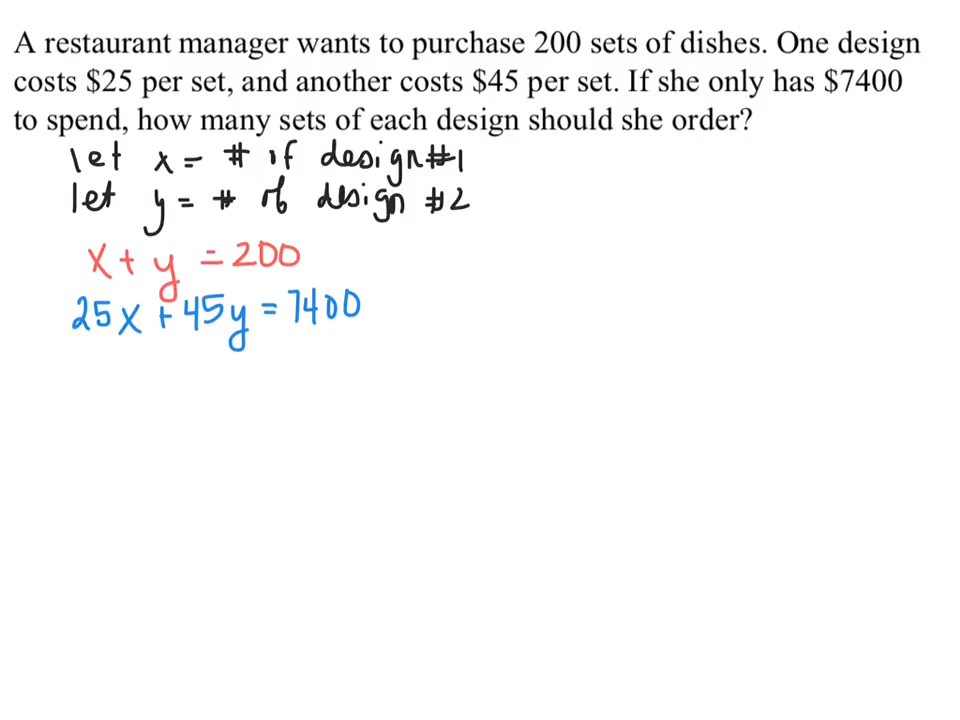 A restaurant manager wants to purchase 200 sets of dishes. One design
costs $25 per set, and another costs $45 per set. If she only has $7400
to spend, how many sets of each design should she order?
let x = # of design #1
let y = # of design #2
x + y = 200
25x + 45y = 7400